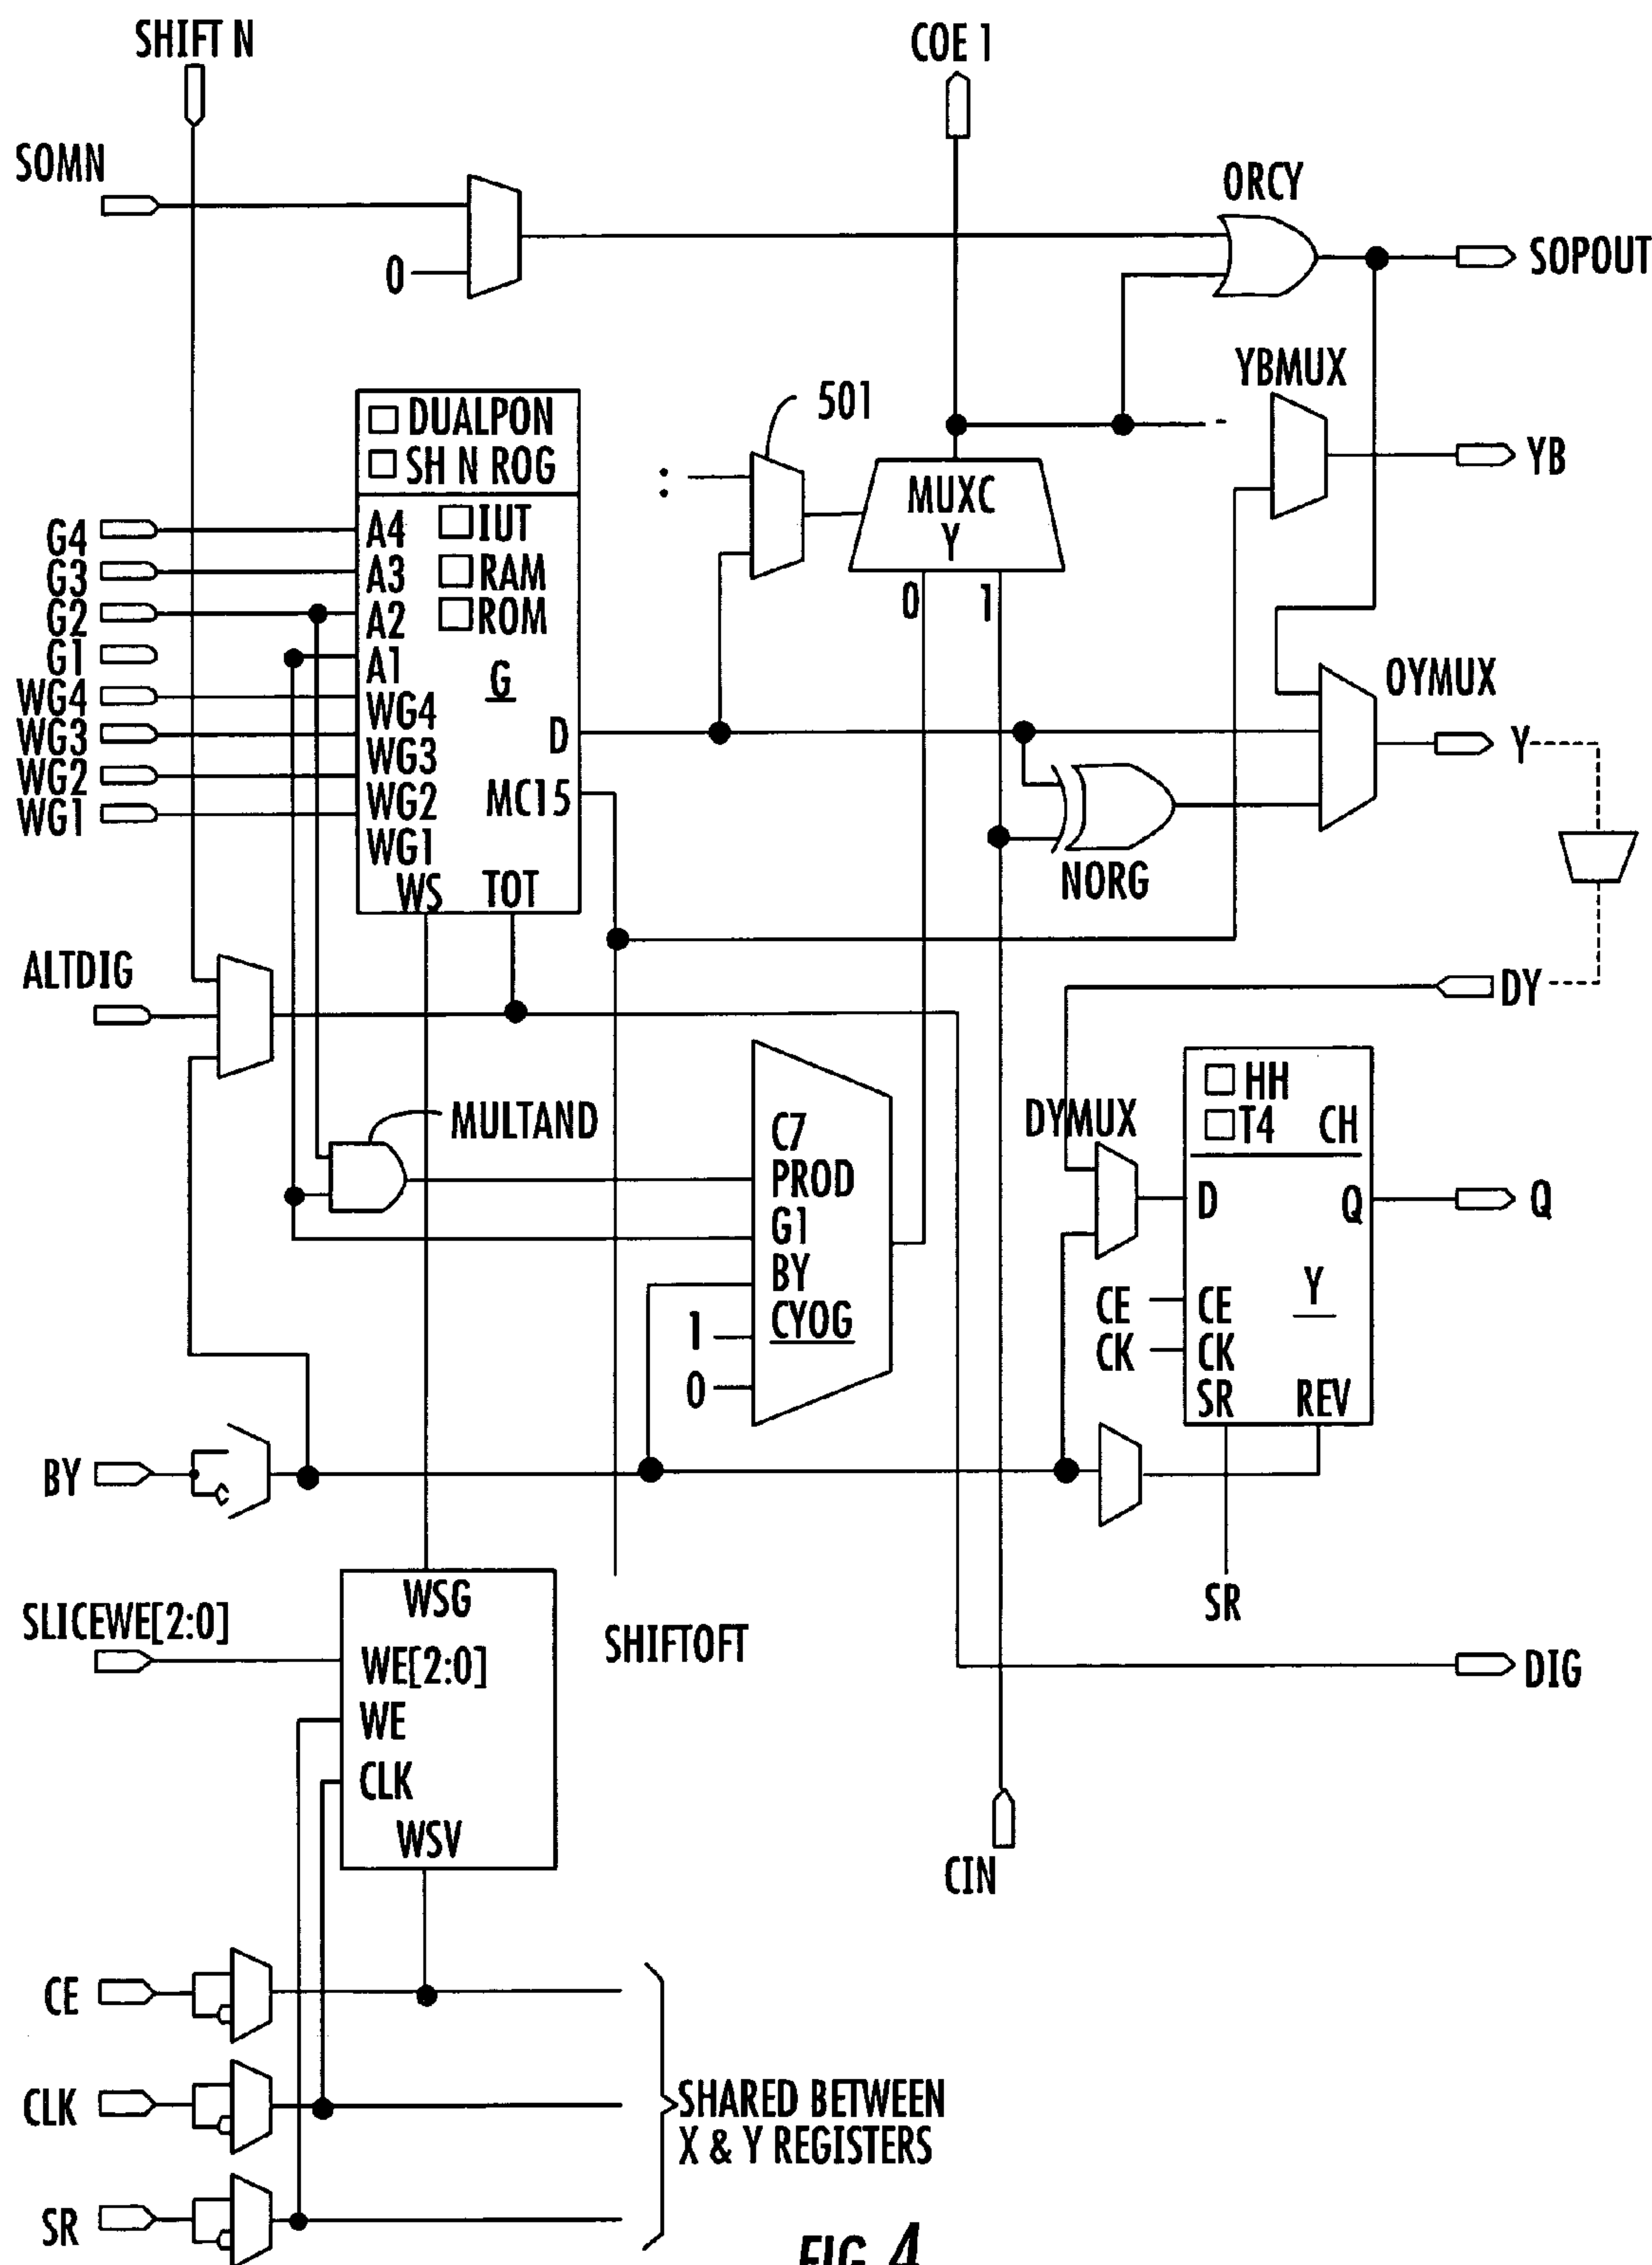 SHIFT N
COE 1
SOMN
ORCY
0
SOPOUT
YBMUX
501
YB
DUALPON
SH N ROG
MUXC
Y
0 1
G4
G3
G2
G1
WG4
WG3
WG2
WG1
A4
A3
A2
A1
WG4
WG3
WG2
WG1
IUT
RAM
ROM
G
D
MC15
WS TOT
OYMUX
Y
NORG
ALTDIG
DY
MULTAND
C7
PROD
G1
BY
CYOG
1
0
DYMUX
HH
T4 CH
D Q
Q
Y
CE CE
CK CK
SR REV
BY
C
SR
WSG
SLICEWE[2:0]
WE[2:0]
WE
CLK
WSV
SHIFTOFT
DIG
CIN
CE
CLK
SR
SHARED BETWEEN
X & Y REGISTERS
FIG. 4